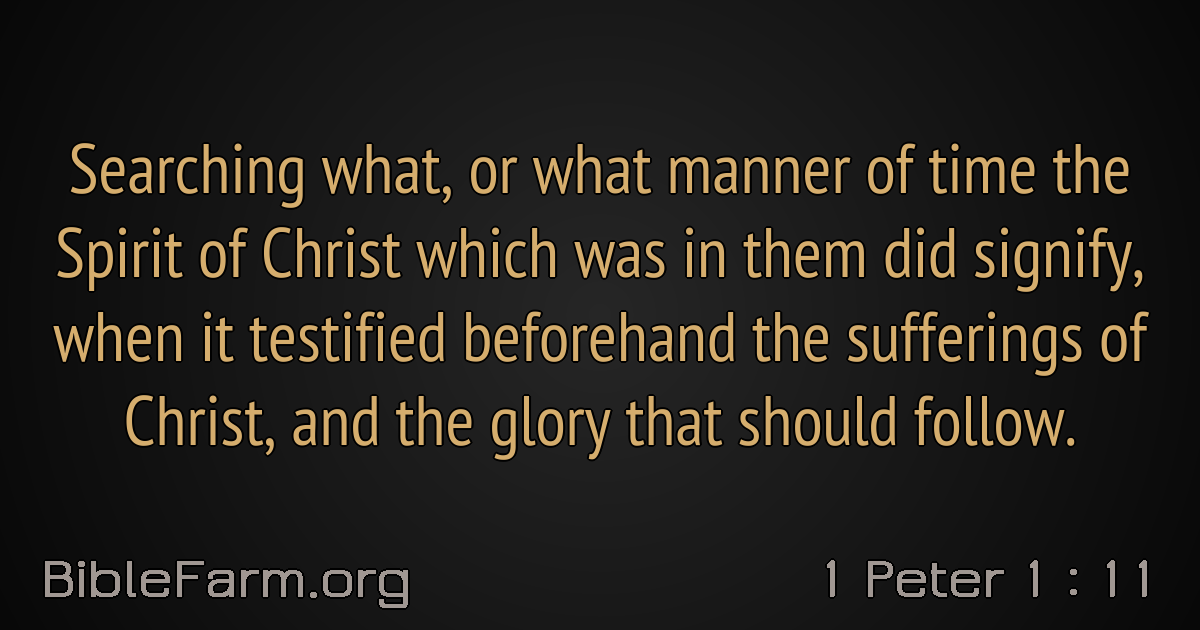 Searching what, or what manner of time the
Spirit of Christ which was in them did signify,
when it testified beforehand the sufferings of
Christ, and the glory that should follow.
BibleFarm.org
1 Peter 1 : 11